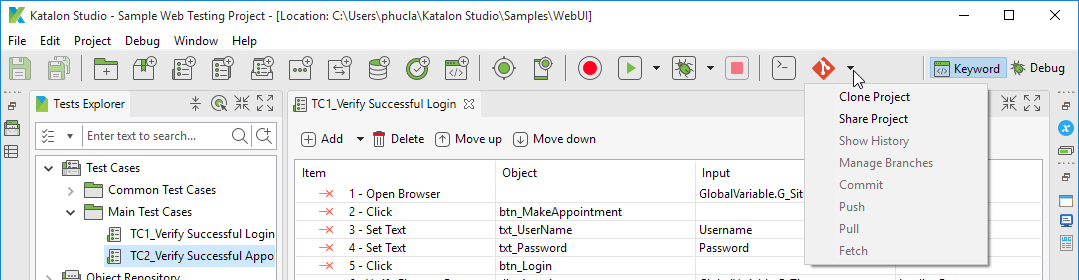 Katalon Studio - Sample Web Testing Project - [Location: C:\Users\phucla\Katalon Studio\Samples\WebUI]
File Edit Project Debug Window Help
Keyword Debug
Tests Explorer
TC1_Verify Successful Login
Clone Project
Share Project
Show History
Manage Branches
Commit
Push
Pull
Fetch
Enter text to search...
Add Delete Move up Move down
Test Cases
Common Test Cases
Main Test Cases
TC1_Verify Successful Login
TC2_Verify Successful Appo
Object Repository
Item Object Input
1 - Open Browser GlobalVariable.G_Sit
2 - Click btn_MakeAppointment
3 - Set Text txt_UserName Username
4 - Set Text txt_Password Password
5 - Click btn_Login